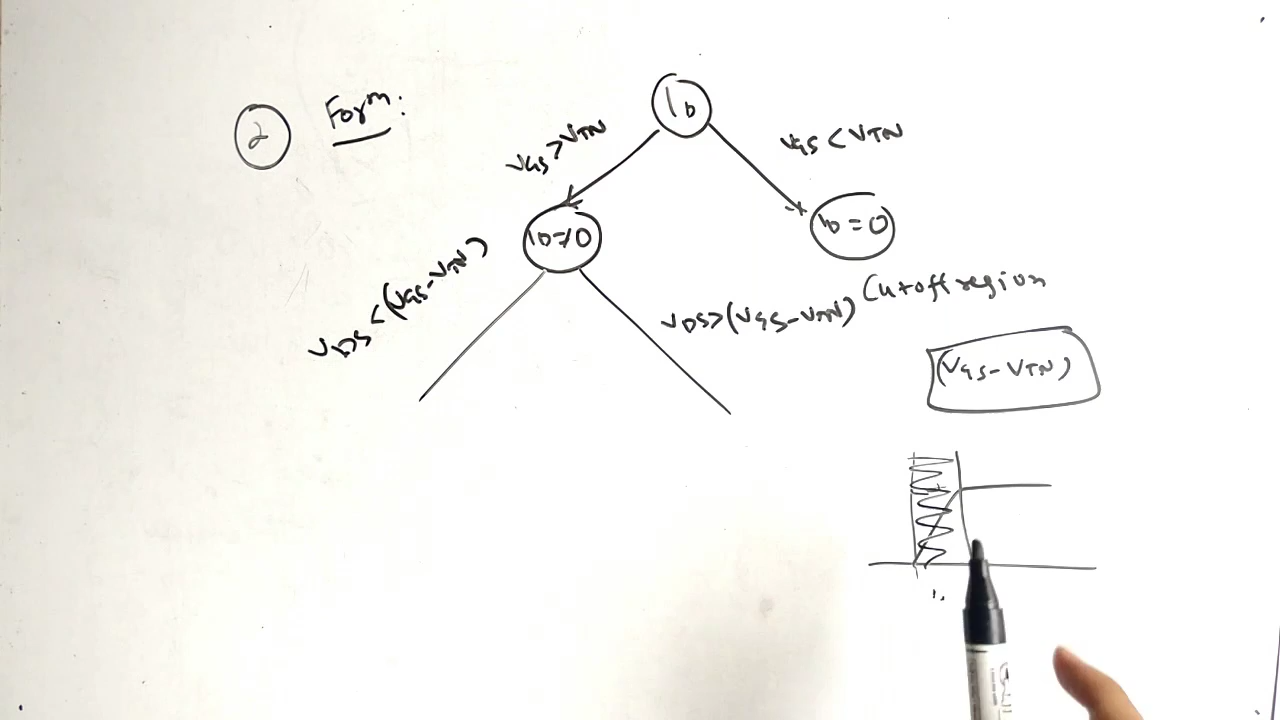 2 Form:
ID
VGS > VTN
VGS < VTN
ID ≠ 0
ID = 0
VDS < (VGS - VTN)
VDS > (VGS - VTN)
Cutoff region
(VGS - VTN)